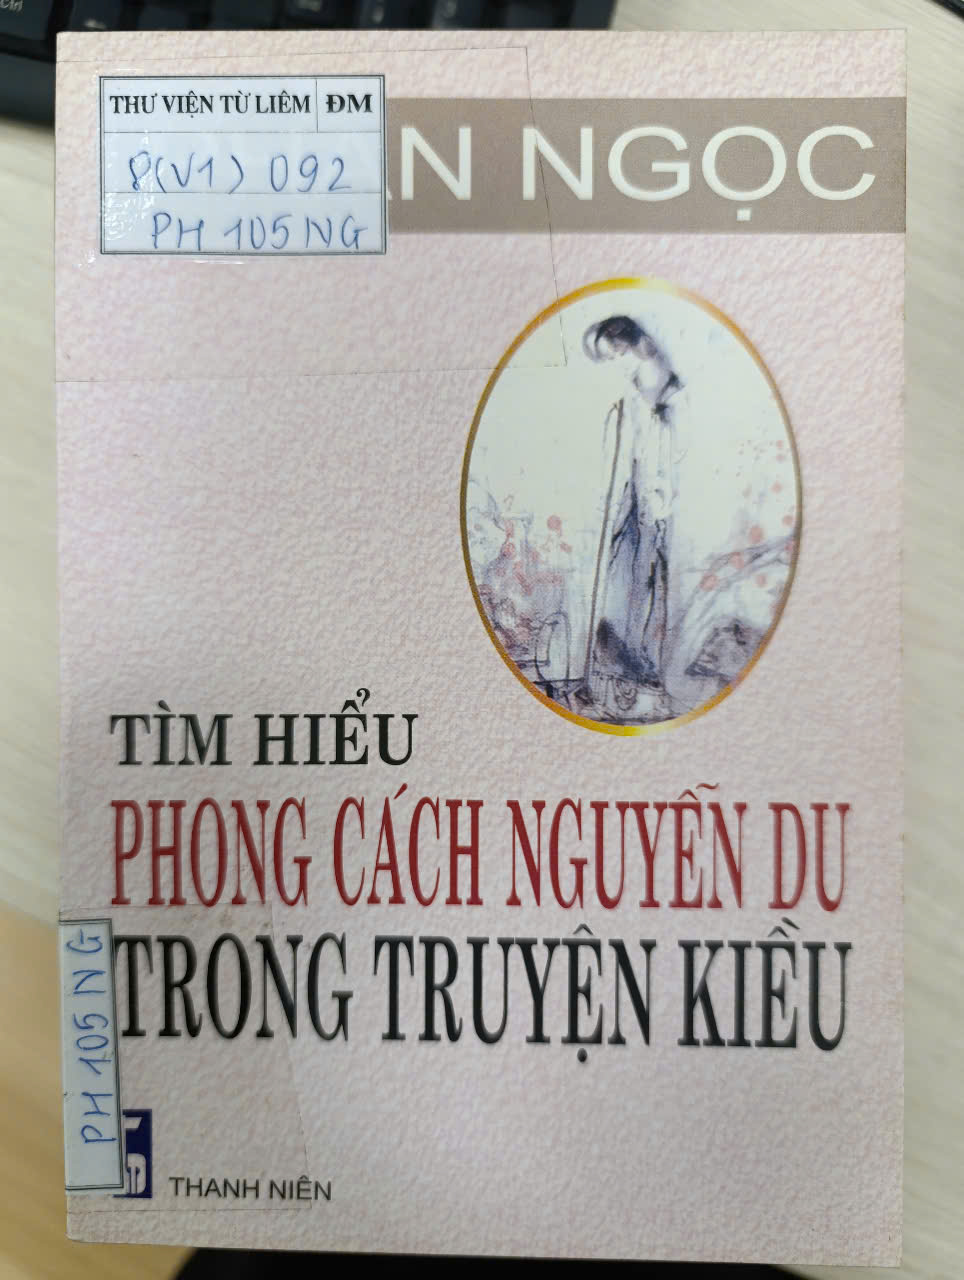 THƯ VIỆN TỪ LIÊM ĐM
8(V1) 092
PH 105 NG
NGỌC
TÌM HIỂU
PHONG CÁCH NGUYỄN DU
TRONG TRUYỆN KIỀU
PH 105 NG
THANH NIÊN